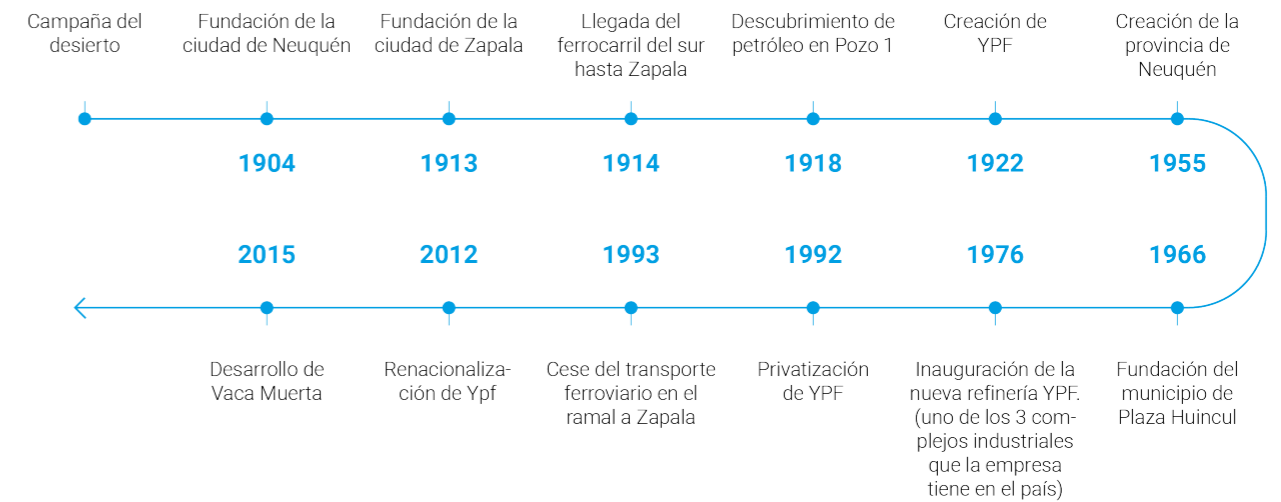 Campaña del
desierto
Fundación de la
ciudad de Neuquén
Fundación de la
ciudad de Zapala
Llegada del
ferrocarril del sur
hasta Zapala
Descubrimiento de
petróleo en Pozo 1
Creación de
YPF
Creación de la
provincia de
Neuquén
1904
1913
1914
1918
1922
1955
2015
2012
1993
1992
1976
1966
Desarrollo de
Vaca Muerta
Renacionaliza-
ción de Ypf
Cese del transporte
ferroviario en el
ramal a Zapala
Privatización
de YPF
Inauguración de la
nueva refinería YPF.
(uno de los 3 com-
plejos industriales
que la empresa
tiene en el país)
Fundación del
municipio de
Plaza Huincul